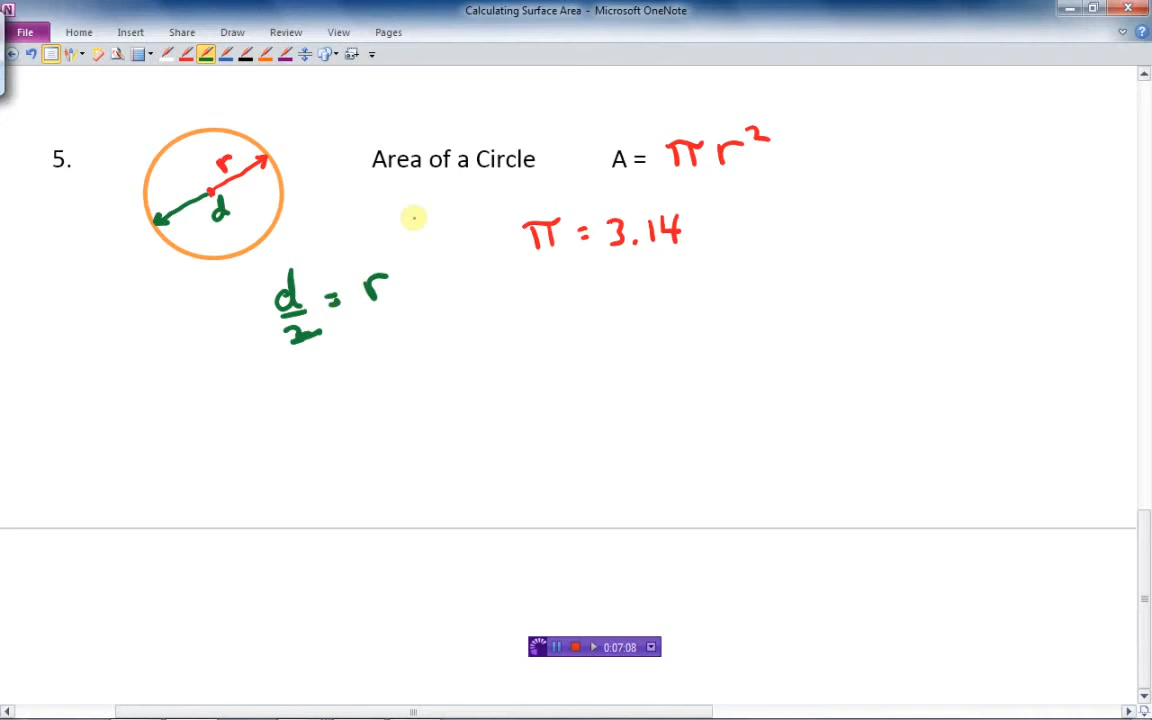 Calculating Surface Area - Microsoft OneNote
File Home Insert Share Draw Review View Pages
5. r d Area of a Circle A = π r²
π = 3.14
d/2 = r
0:07:08